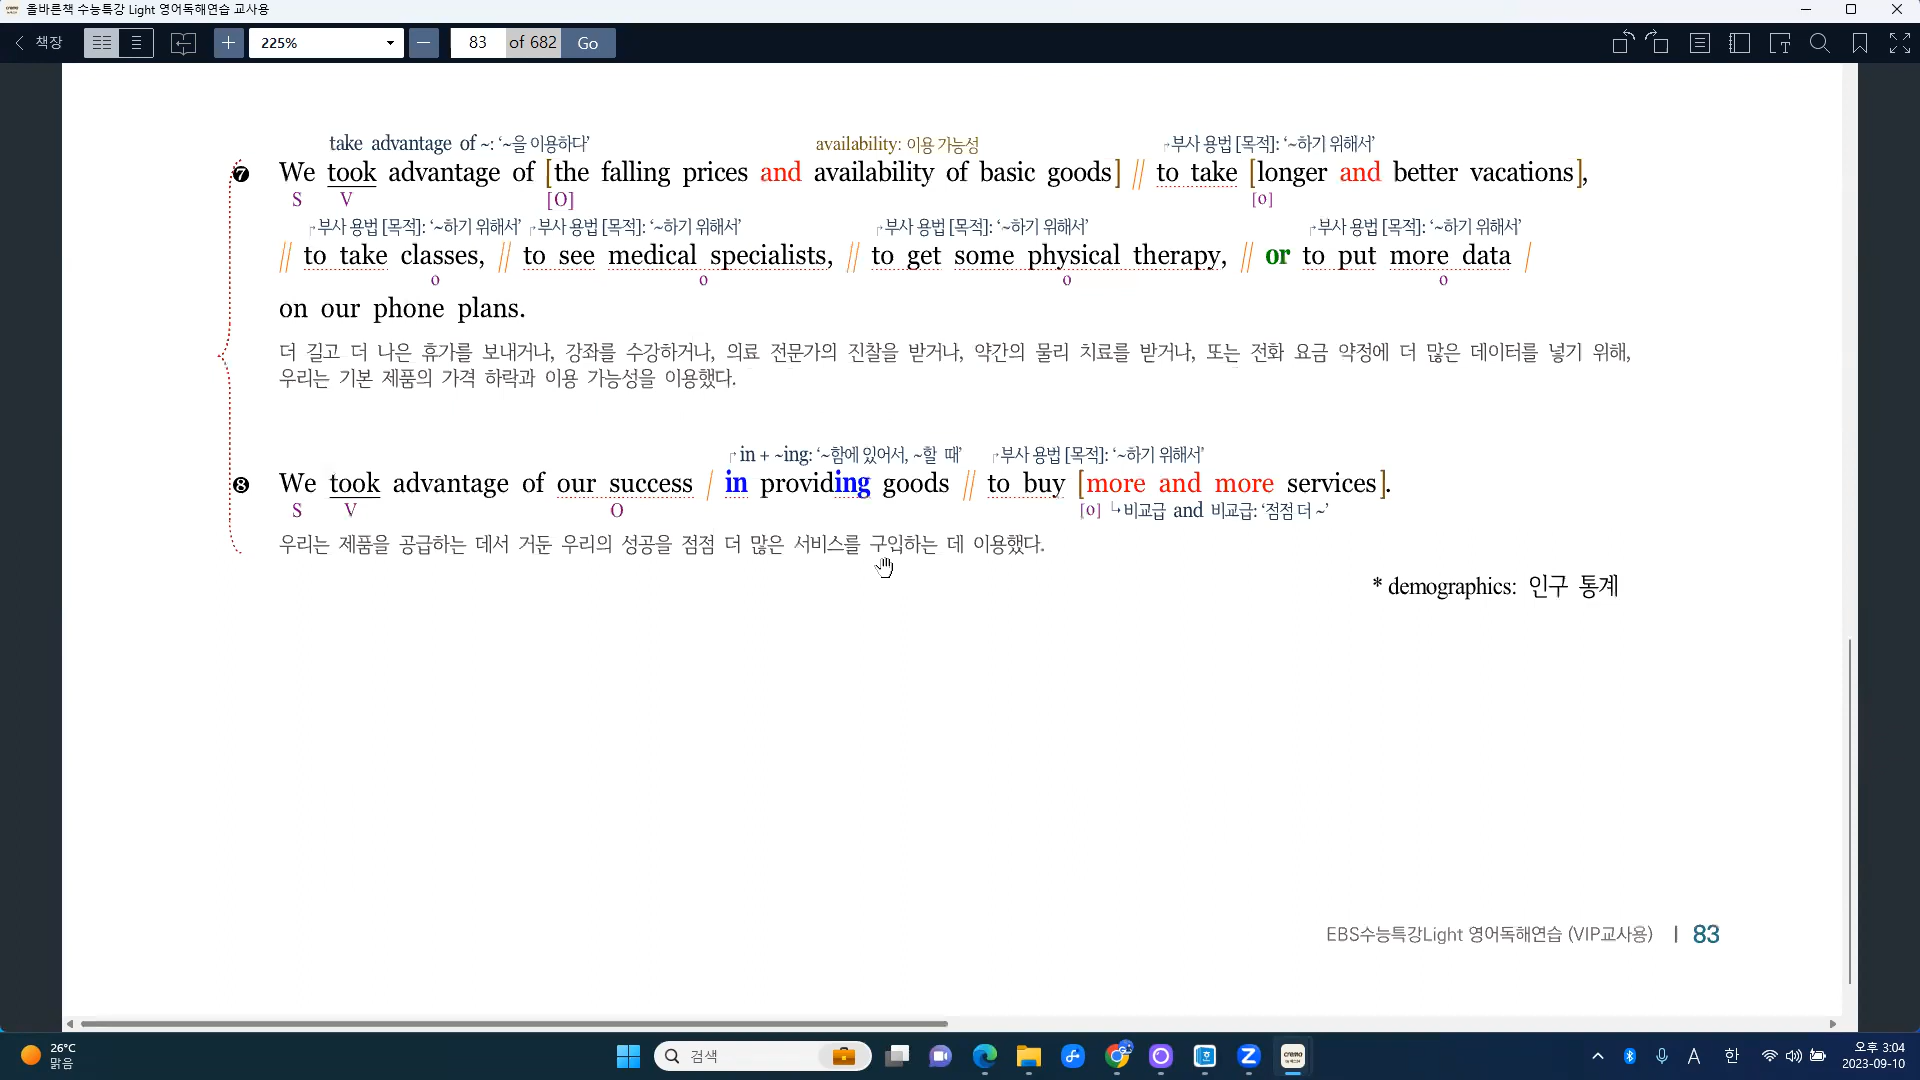 올바른책 수능특강 Light 영어독해연습 교사용
책장
225%
83 of 682 Go
take advantage of ~: ‘~을 이용하다’ availability: 이용 가능성 부사 용법 [목적]: ‘~하기 위해서’
❼ We took advantage of [the falling prices and availability of basic goods] // to take [longer and better vacations],
S V [O] [o]
부사 용법 [목적]: ‘~하기 위해서’ 부사 용법 [목적]: ‘~하기 위해서’ 부사 용법 [목적]: ‘~하기 위해서’ 부사 용법 [목적]: ‘~하기 위해서’
// to take classes, // to see medical specialists, // to get some physical therapy, // or to put more data /
o o o o
on our phone plans.
더 길고 더 나은 휴가를 보내거나, 강좌를 수강하거나, 의료 전문가의 진찰을 받거나, 약간의 물리 치료를 받거나, 또는 전화 요금 약정에 더 많은 데이터를 넣기 위해,
우리는 기본 제품의 가격 하락과 이용 가능성을 이용했다.
in + ~ing: ‘~함에 있어서, ~할 때’ 부사 용법 [목적]: ‘~하기 위해서’
❽ We took advantage of our success / in providing goods // to buy [more and more services].
S V O [o] 비교급 and 비교급: ‘점점 더 ~’
우리는 제품을 공급하는 데서 거둔 우리의 성공을 점점 더 많은 서비스를 구입하는 데 이용했다.
* demographics: 인구 통계
EBS수능특강Light 영어독해연습 (VIP교사용) | 83
26°C
맑음
검색
A 한
오후 3:04
2023-09-10